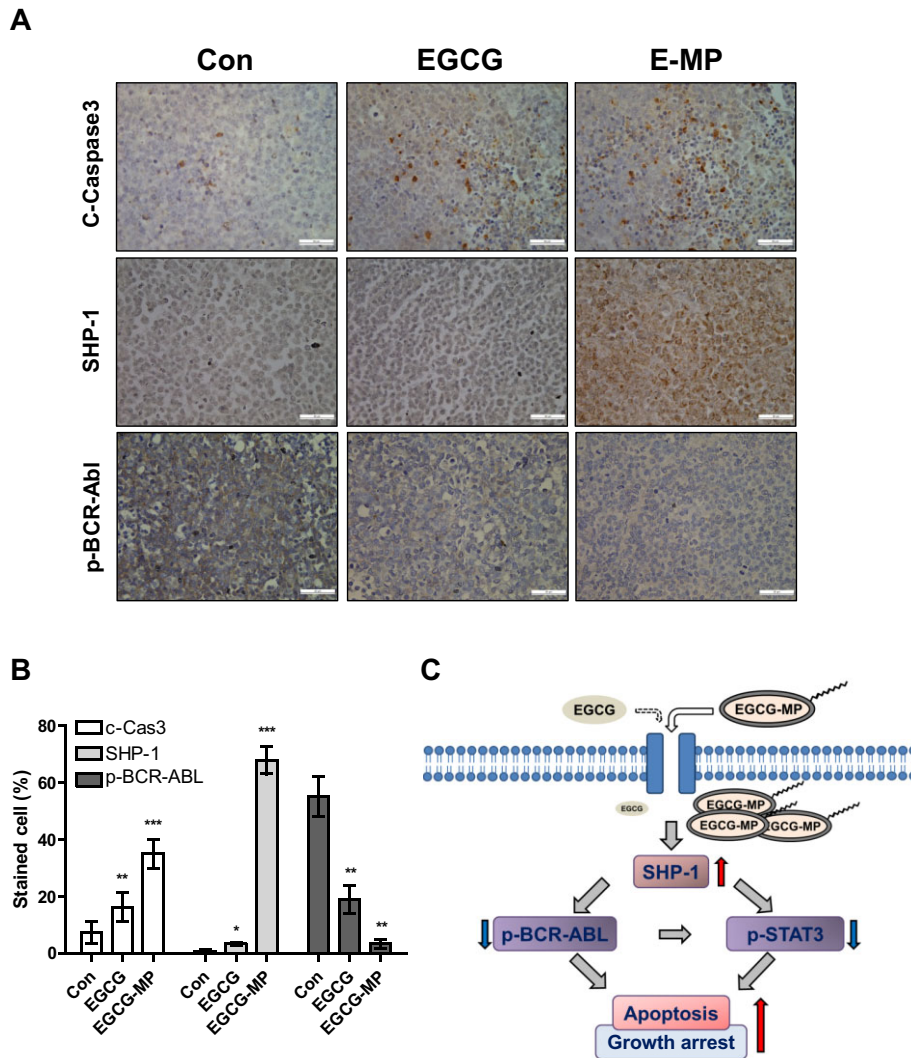 A
Con
EGCG
E-MP
C-Caspase3
SHP-1
p-BCR-Abl
B
Stained cell (%)
80
60
40
20
0
c-Cas3
SHP-1
p-BCR-ABL
***
**
*
***
**
**
Con
EGCG
EGCG-MP
Con
EGCG
EGCG-MP
Con
EGCG
EGCG-MP
C
EGCG
EGCG-MP
EGCG
EGCG-MP
EGCG-MP
EGCG-MP
SHP-1
p-BCR-ABL
p-STAT3
Apoptosis
Growth arrest